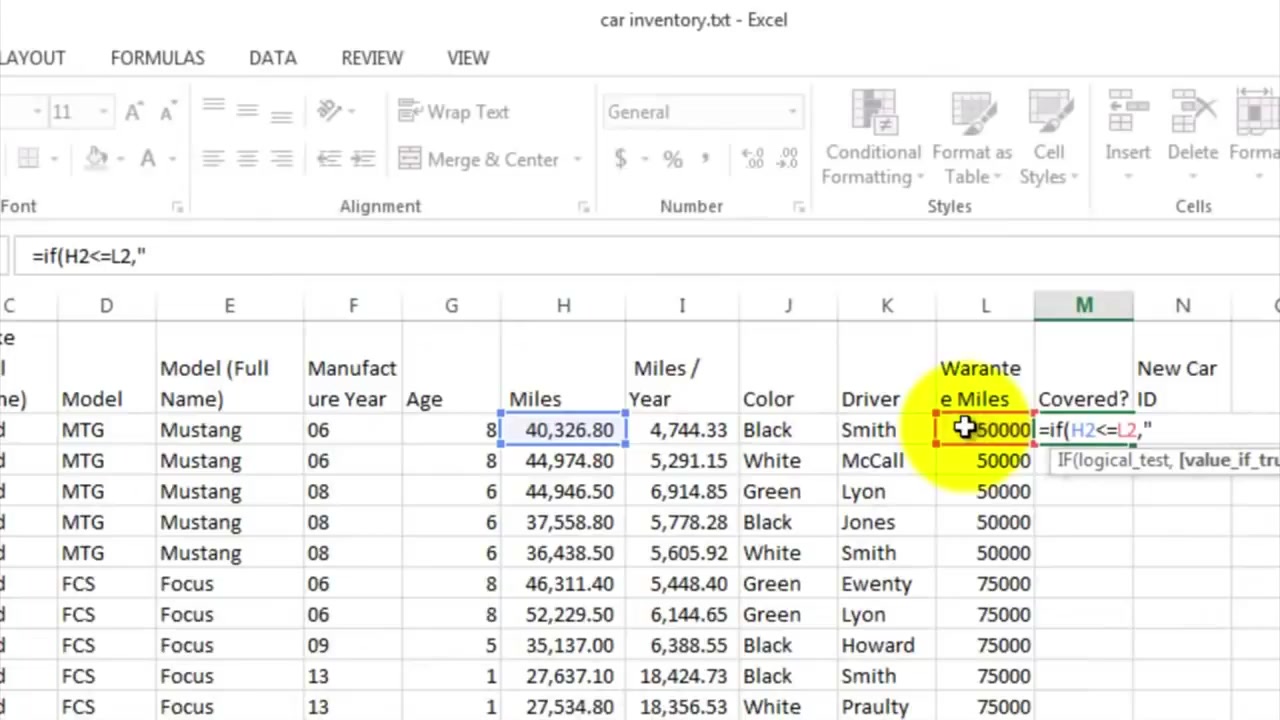 car inventory.txt - Excel
LAYOUT FORMULAS DATA REVIEW VIEW
11 A A Wrap Text General
A Merge & Center $ % , .00 .00 Conditional Formatting Format as Table Cell Styles Insert Delete Forma
Font Alignment Number Styles Cells
=if(H2<=L2,"
C D E F G H I J K L M N
Model Model (Full Name) Manufact ure Year Age Miles Miles / Year Color Driver Warante e Miles Covered? New Car ID
d MTG Mustang 06 8 40,326.80 4,744.33 Black Smith 50000 =if(H2<=L2,"
d MTG Mustang 06 8 44,974.80 5,291.15 White McCall 50000 IF(logical_test, [value_if_tru
d MTG Mustang 08 6 44,946.50 6,914.85 Green Lyon 50000
d MTG Mustang 08 6 37,558.80 5,778.28 Black Jones 50000
d MTG Mustang 08 6 36,438.50 5,605.92 White Smith 50000
d FCS Focus 06 8 46,311.40 5,448.40 Green Ewenty 75000
d FCS Focus 06 8 52,229.50 6,144.65 Green Lyon 75000
d FCS Focus 09 5 35,137.00 6,388.55 Black Howard 75000
d FCS Focus 13 1 27,637.10 18,424.73 Black Smith 75000
d FCS Focus 13 1 27,534.80 18,356.53 White Praulty 75000